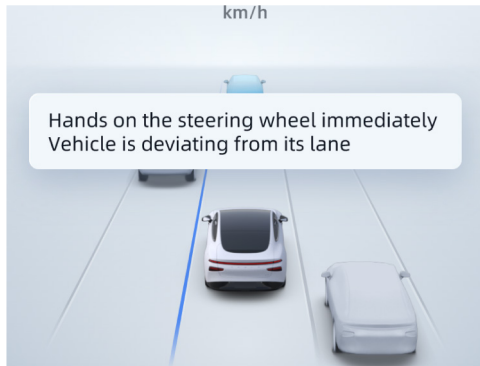 km/h
Hands on the steering wheel immediately
Vehicle is deviating from its lane